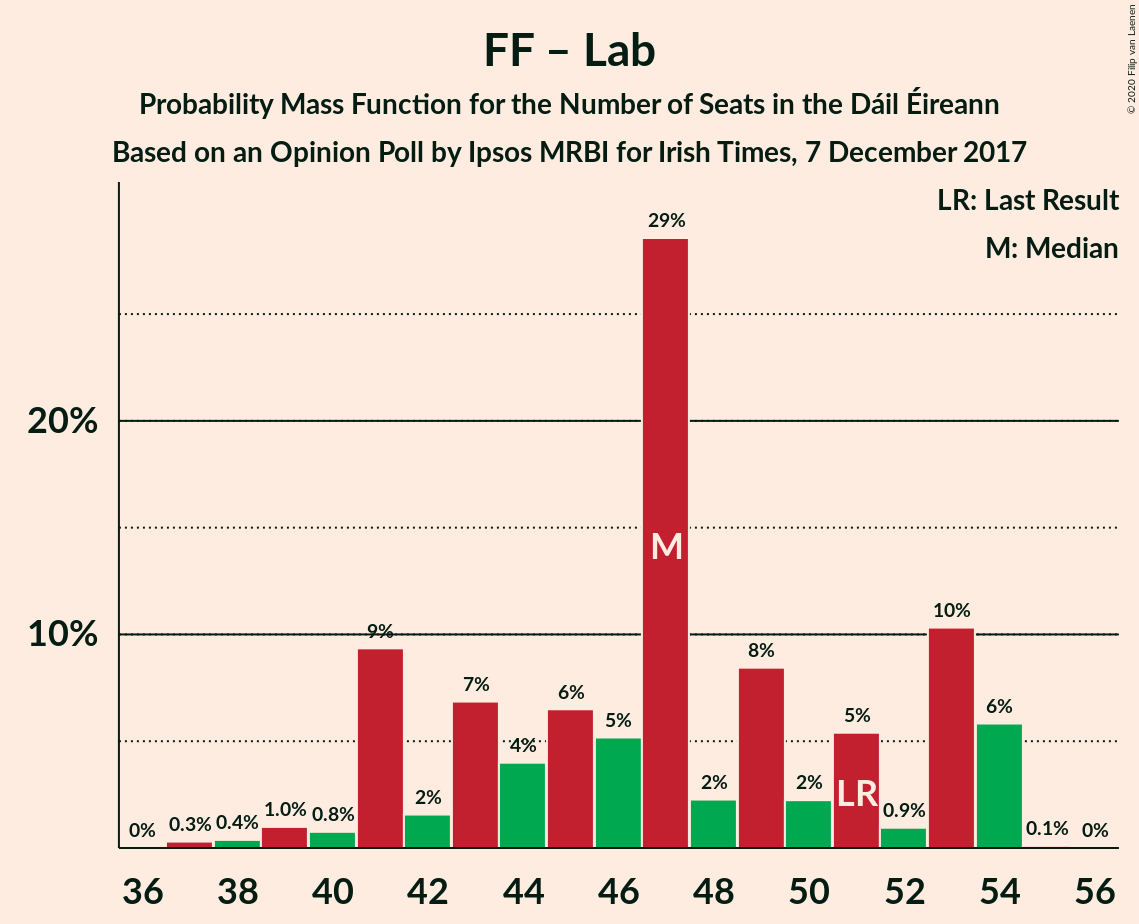 FF – Lab
Probability Mass Function for the Number of Seats in the Dáil Éireann
Based on an Opinion Poll by Ipsos MRBI for Irish Times, 7 December 2017
© 2020 Filip van Laenen
LR: Last Result
M: Median
20%
10%
0%
0.3%
0.4%
1.0%
0.8%
9%
2%
7%
4%
6%
5%
29%
M
2%
8%
2%
5%
LR
0.9%
10%
6%
0.1%
0%
36 38 40 42 44 46 48 50 52 54 56